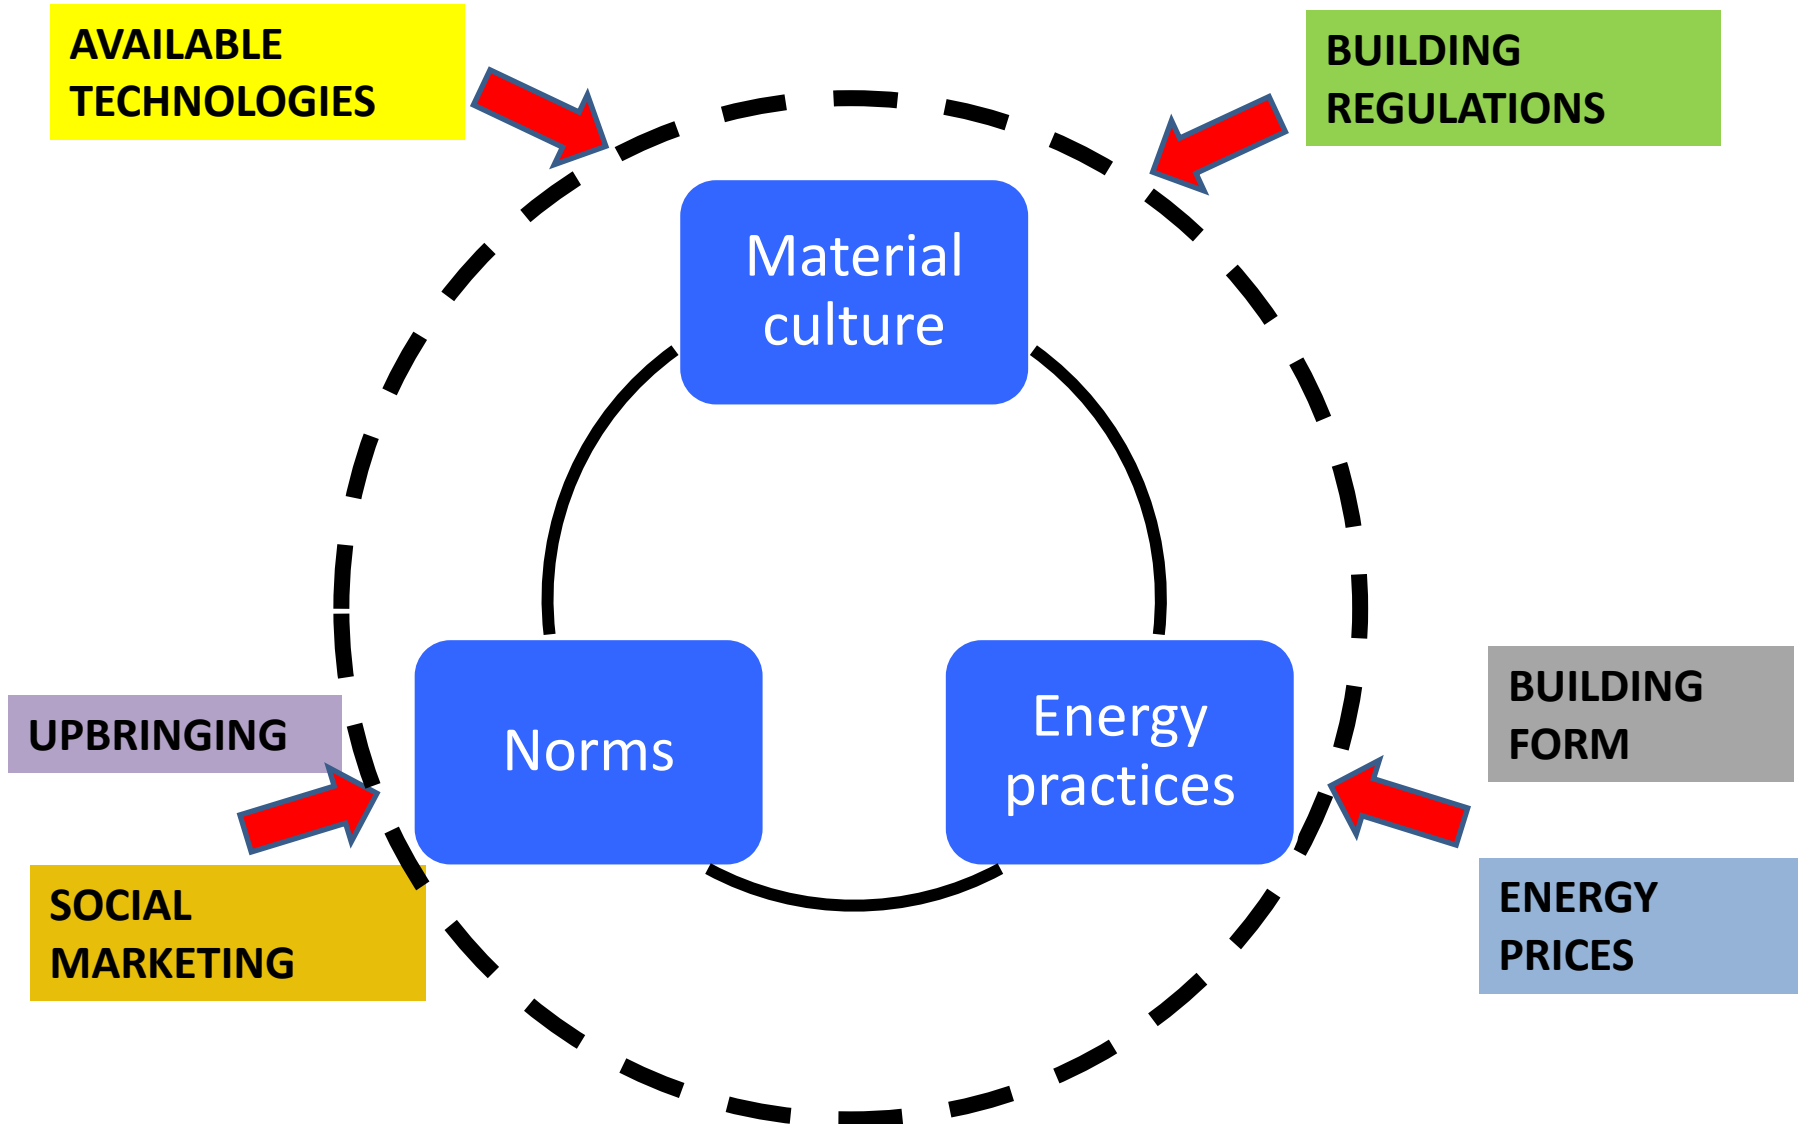 AVAILABLE
TECHNOLOGIES
BUILDING
REGULATIONS
Material
culture
UPBRINGING
Norms
Energy
practices
BUILDING
FORM
SOCIAL
MARKETING
ENERGY
PRICES